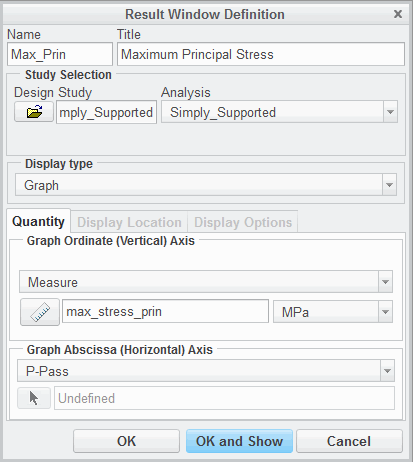 Result Window Definition x
Name Title
Max_Prin Maximum Principal Stress
Study Selection
Design Study Analysis
mply_Supported Simply_Supported
Display type
Graph
Quantity Display Location Display Options
Graph Ordinate (Vertical) Axis
Measure
max_stress_prin MPa
Graph Abscissa (Horizontal) Axis
P-Pass
Undefined
OK OK and Show Cancel